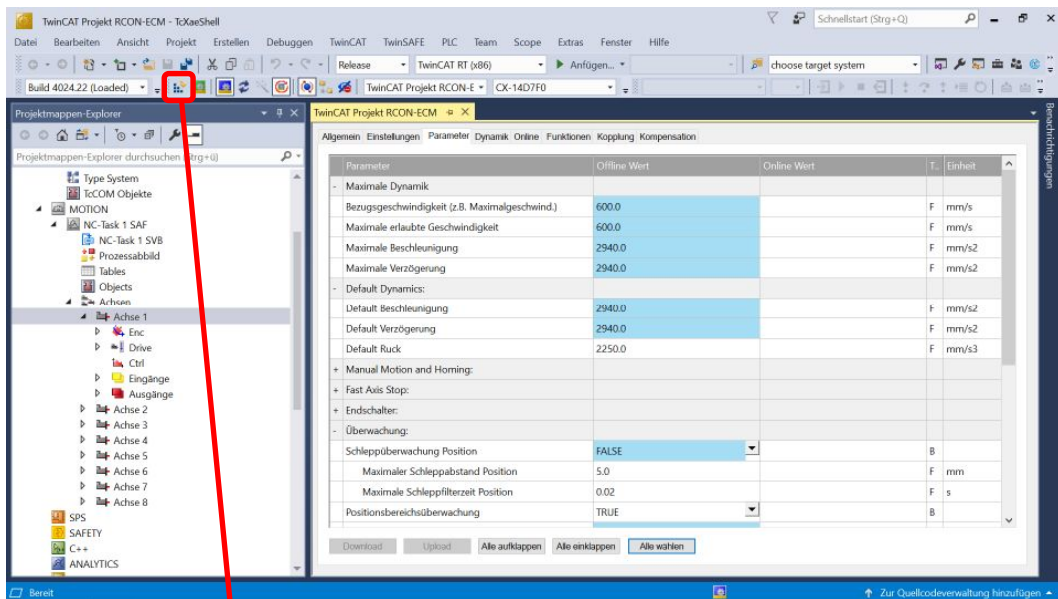 TwinCAT Projekt RCON-ECM - TcXaeShell
Schnellstart (Strg+Q)
Datei Bearbeiten Ansicht Projekt Erstellen Debuggen TwinCAT TwinSAFE PLC Team Scope Extras Fenster Hilfe
Release TwinCAT RT (x86) Anfügen... choose target system
Build 4024.22 (Loaded) TwinCAT Projekt RCON-E CX-14D7F0
Projektmappen-Explorer
Projektmappen-Explorer durchsuchen (Strg+ü)
Type System
TcCOM Objekte
MOTION
NC-Task 1 SAF
NC-Task 1 SVB
Prozessabbild
Tables
Objects
Achsen
Achse 1
Enc
Drive
Ctrl
Eingänge
Ausgänge
Achse 2
Achse 3
Achse 4
Achse 5
Achse 6
Achse 7
Achse 8
SPS
SAFETY
C++
ANALYTICS
TwinCAT Projekt RCON-ECM
Allgemein Einstellungen Parameter Dynamik Online Funktionen Kopplung Kompensation
Parameter Offline Wert Online Wert T.. Einheit
- Maximale Dynamik
Bezugsgeschwindigkeit (z.B. Maximalgeschwind.) 600.0 F mm/s
Maximale erlaubte Geschwindigkeit 600.0 F mm/s
Maximale Beschleunigung 2940.0 F mm/s2
Maximale Verzögerung 2940.0 F mm/s2
- Default Dynamics:
Default Beschleunigung 2940.0 F mm/s2
Default Verzögerung 2940.0 F mm/s2
Default Ruck 2250.0 F mm/s3
+ Manual Motion and Homing:
+ Fast Axis Stop:
+ Endschalter:
- Überwachung:
Schleppüberwachung Position FALSE B
Maximaler Schleppabstand Position 5.0 F mm
Maximale Schleppfilterzeit Position 0.02 F s
Positionsbereichsüberwachung TRUE B
Download Upload Alle aufklappen Alle einklappen Alle wählen
Benachrichtigungen
Bereit
Zur Quellcodeverwaltung hinzufügen